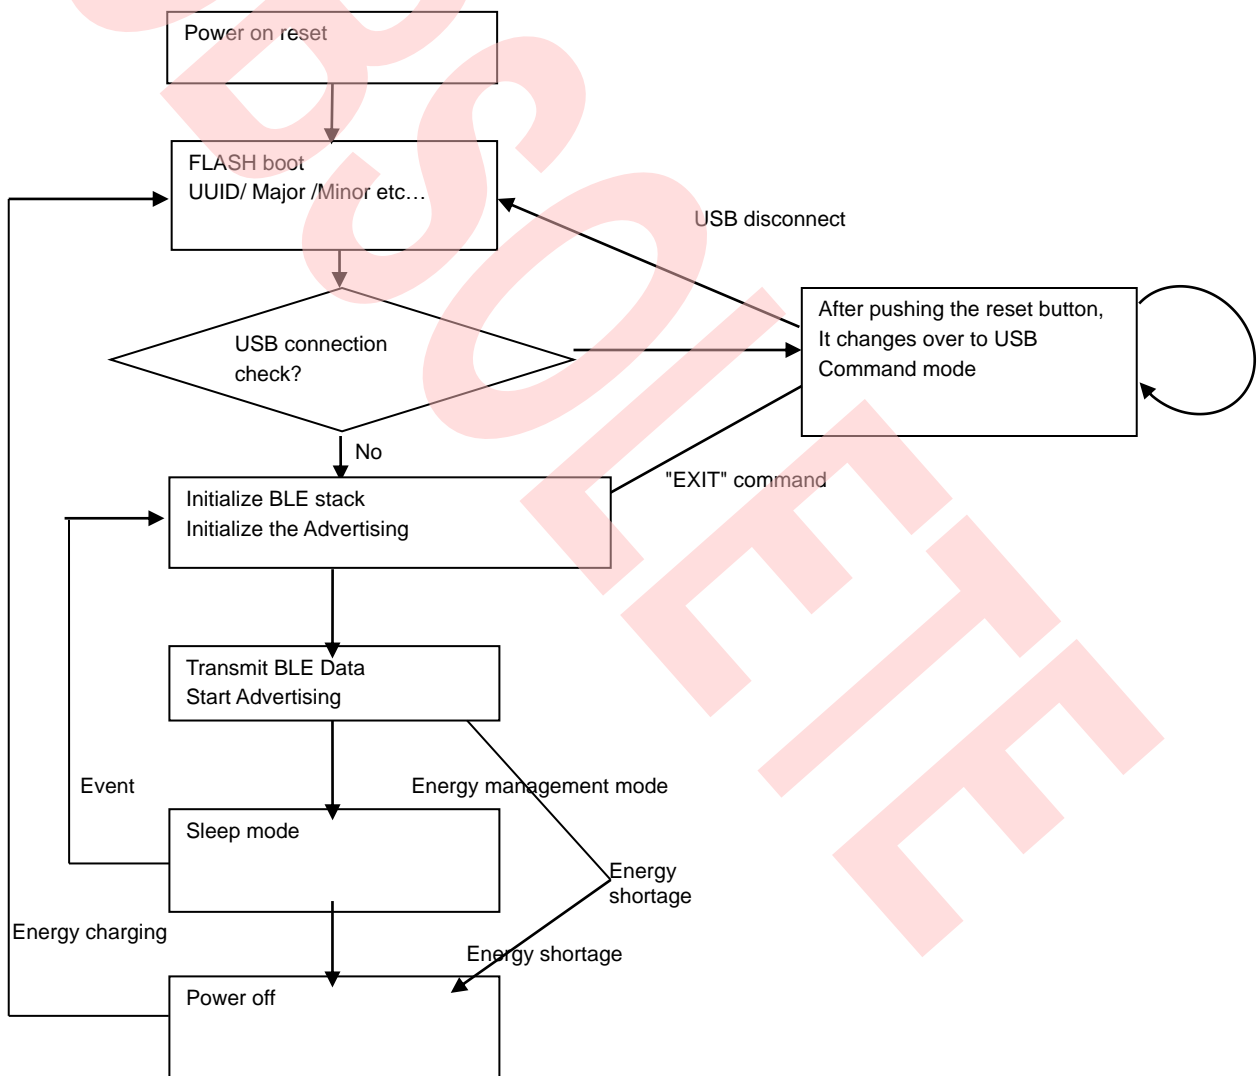 Power on reset
FLASH boot
UUID/ Major /Minor etc…
USB disconnect
After pushing the reset button,
It changes over to USB
Command mode
USB connection
check?
No
"EXIT" command
Initialize BLE stack
Initialize the Advertising
Transmit BLE Data
Start Advertising
Event
Energy management mode
Sleep mode
Energy
shortage
Energy charging
Energy shortage
Power off
OBSOLETE